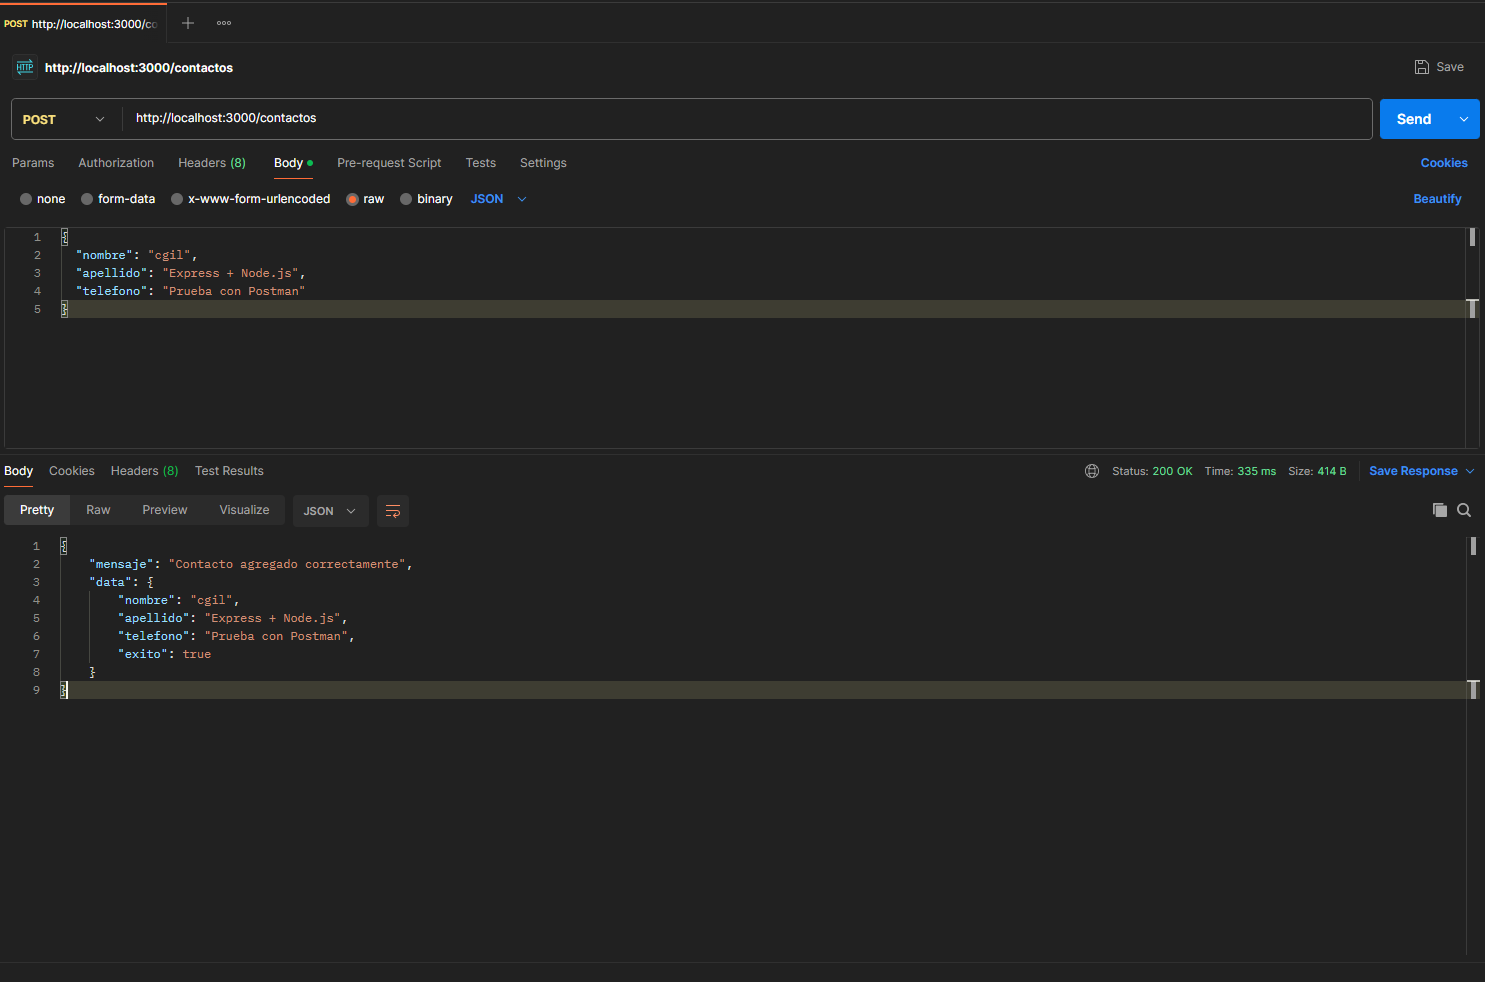 POST http://localhost:3000/co
HTTP http://localhost:3000/contactos Save
POST http://localhost:3000/contactos Send
Params Authorization Headers (8) Body Pre-request Script Tests Settings Cookies
none form-data x-www-form-urlencoded raw binary JSON Beautify
1 {
2 "nombre": "cgil",
3 "apellido": "Express + Node.js",
4 "telefono": "Prueba con Postman"
5 }
Body Cookies Headers (8) Test Results Status: 200 OK Time: 335 ms Size: 414 B Save Response
Pretty Raw Preview Visualize JSON
1 {
2 "mensaje": "Contacto agregado correctamente",
3 "data": {
4 "nombre": "cgil",
5 "apellido": "Express + Node.js",
6 "telefono": "Prueba con Postman",
7 "exito": true
8 }
9 }